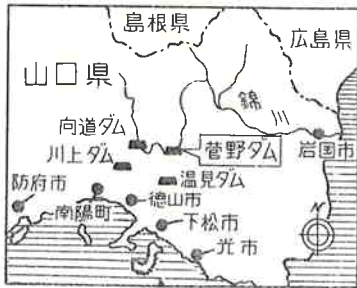 島根県
広島県
山口県
錦川
向道ダム
菅野ダム
岩国市
川上ダム
温見ダム
防府市
南陽町
徳山市
下松市
光市
N